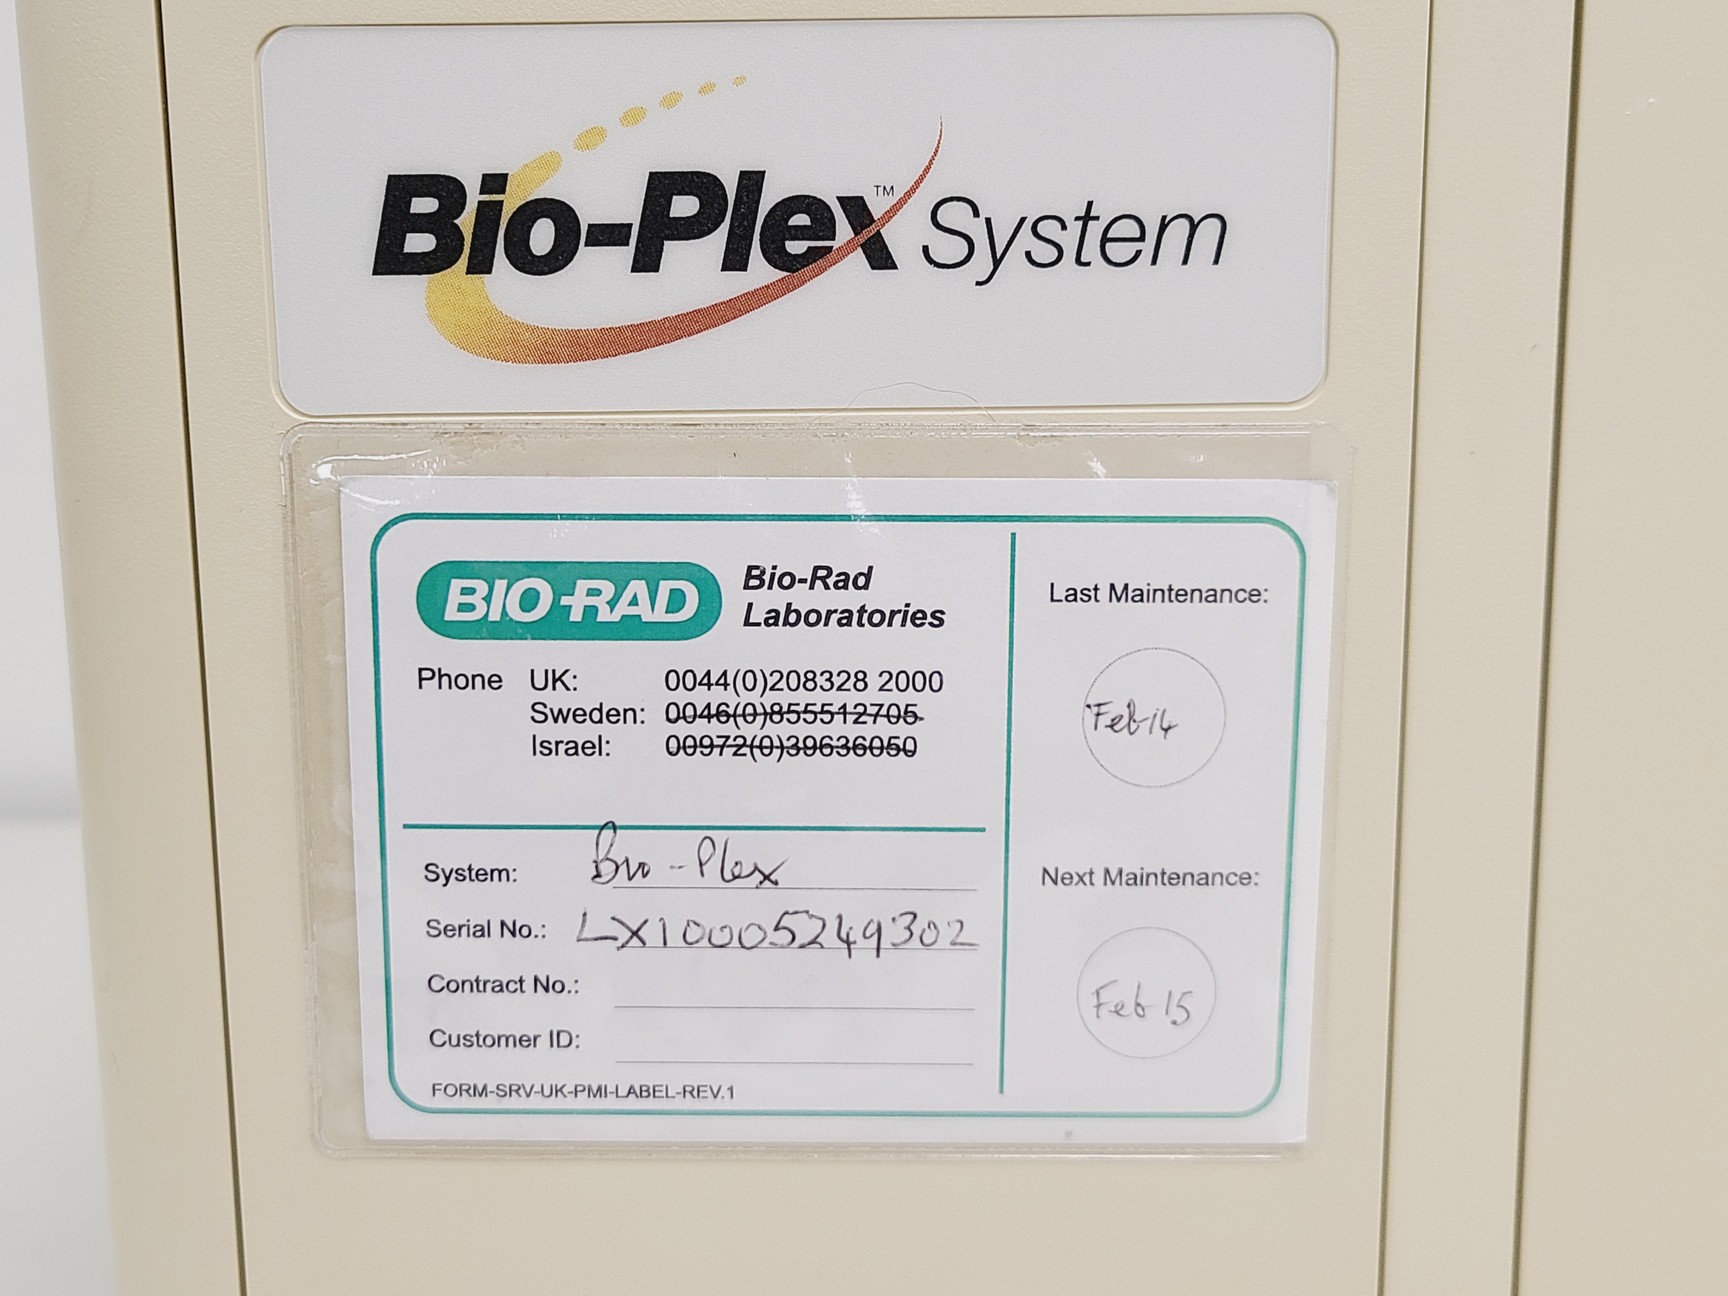 Bio-Plex™ System
BIO-RAD
Bio-Rad
Laboratories
Phone UK: 0044(0)208328 2000
Sweden: 0046(0)855512705
Israel: 00972(0)39636050
System: Bio-Plex
Serial No.: LX10005249302
Contract No.:
Customer ID:
FORM-SRV-UK-PMI-LABEL-REV.1
Last Maintenance:
Feb 14
Next Maintenance:
Feb 15